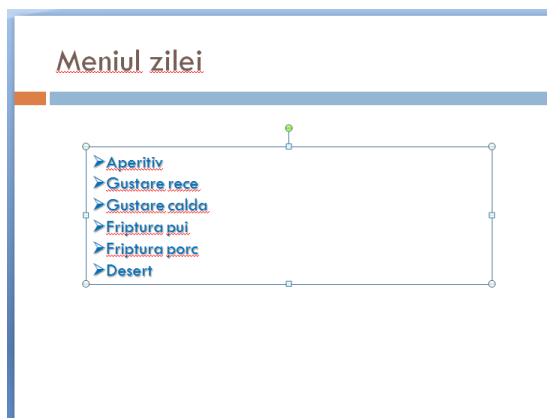 Meniul zilei
➢Aperitiv
➢Gustare rece
➢Gustare calda
➢Friptura pui
➢Friptura porc
➢Desert